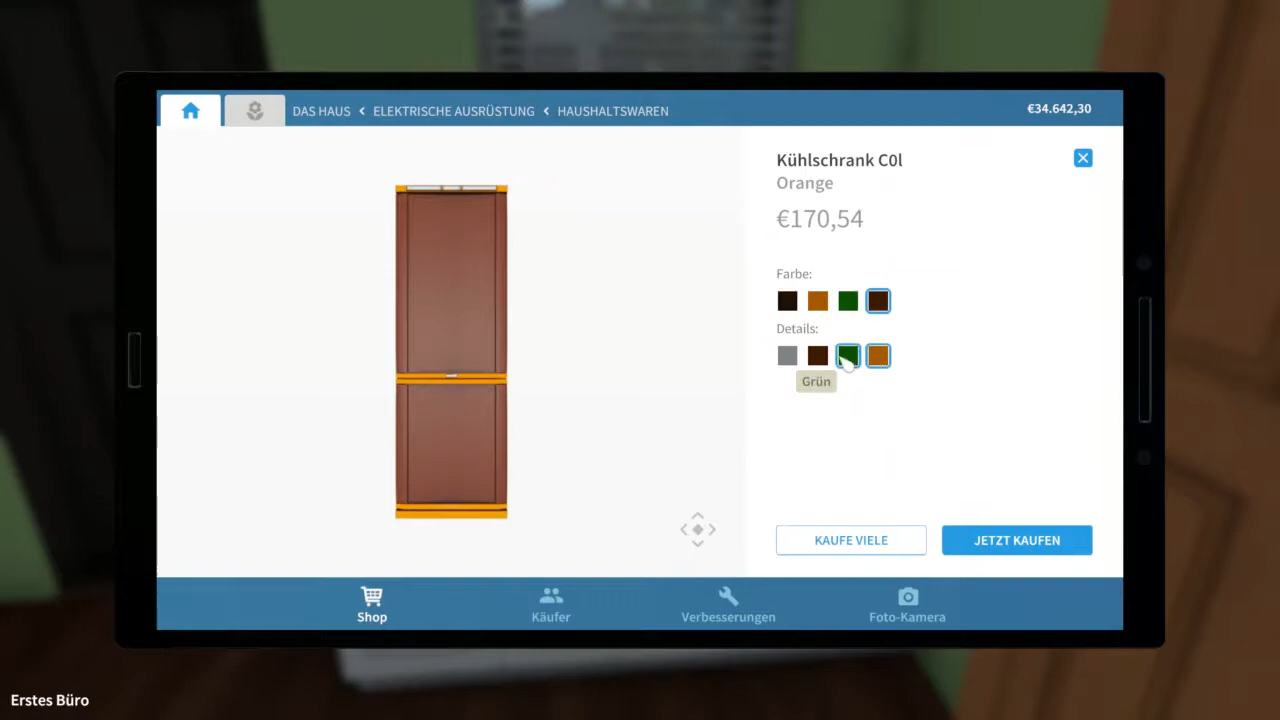 DAS HAUS < ELEKTRISCHE AUSRÜSTUNG < HAUSHALTSWAREN
€34.642,30
Kühlschrank C0l
Orange
€170,54
Farbe:
Details:
Grün
KAUFE VIELE
JETZT KAUFEN
Shop
Käufer
Verbesserungen
Foto-Kamera
Erstes Büro